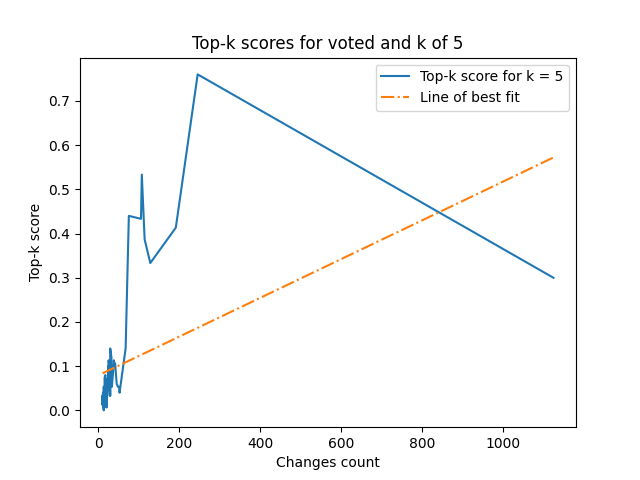 Top-k scores for voted and k of 5
Top-k score for k = 5
Line of best fit
0.7
0.6
0.5
0.4
0.3
0.2
0.1
0.0
Top-k score
0 200 400 600 800 1000
Changes count